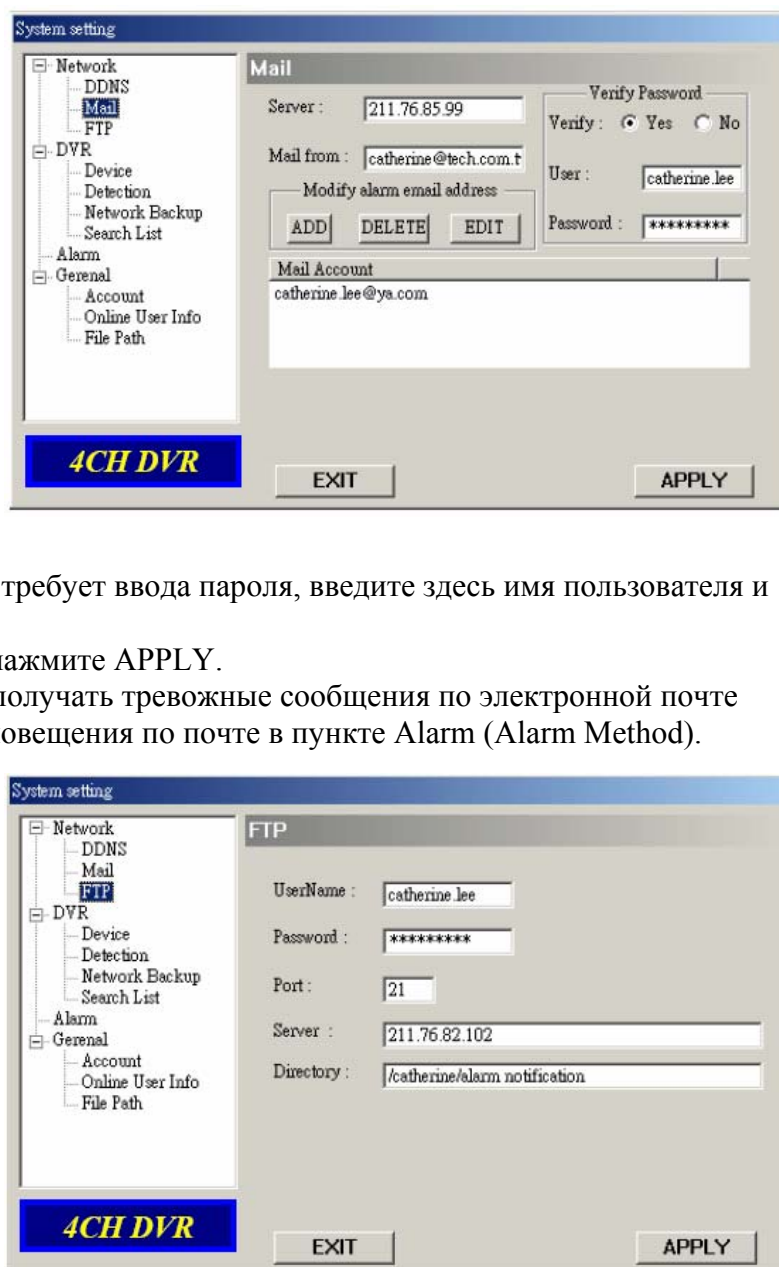 System setting
Network
DDNS
Mail
FTP
DVR
Device
Detection
Network Backup
Search List
Alarm
Gerenal
Account
Online User Info
File Path
4CH DVR
Mail
Server : 211.76.85.99
Mail from : catherine@tech.com.t
Modify alarm email address
ADD DELETE EDIT
Verify Password
Verify : Yes No
User : catherine.lee
Password : *********
Mail Account
catherine.lee@ya.com
EXIT APPLY
требует ввода пароля, введите здесь имя пользователя и
нажмите APPLY.
получать тревожные сообщения по электронной почте
овещения по почте в пункте Alarm (Alarm Method).
System setting
Network
DDNS
Mail
FTP
DVR
Device
Detection
Network Backup
Search List
Alarm
Gerenal
Account
Online User Info
File Path
4CH DVR
FTP
UserName : catherine.lee
Password : *********
Port : 21
Server : 211.76.82.102
Directory : /catherine/alarm notification
EXIT APPLY